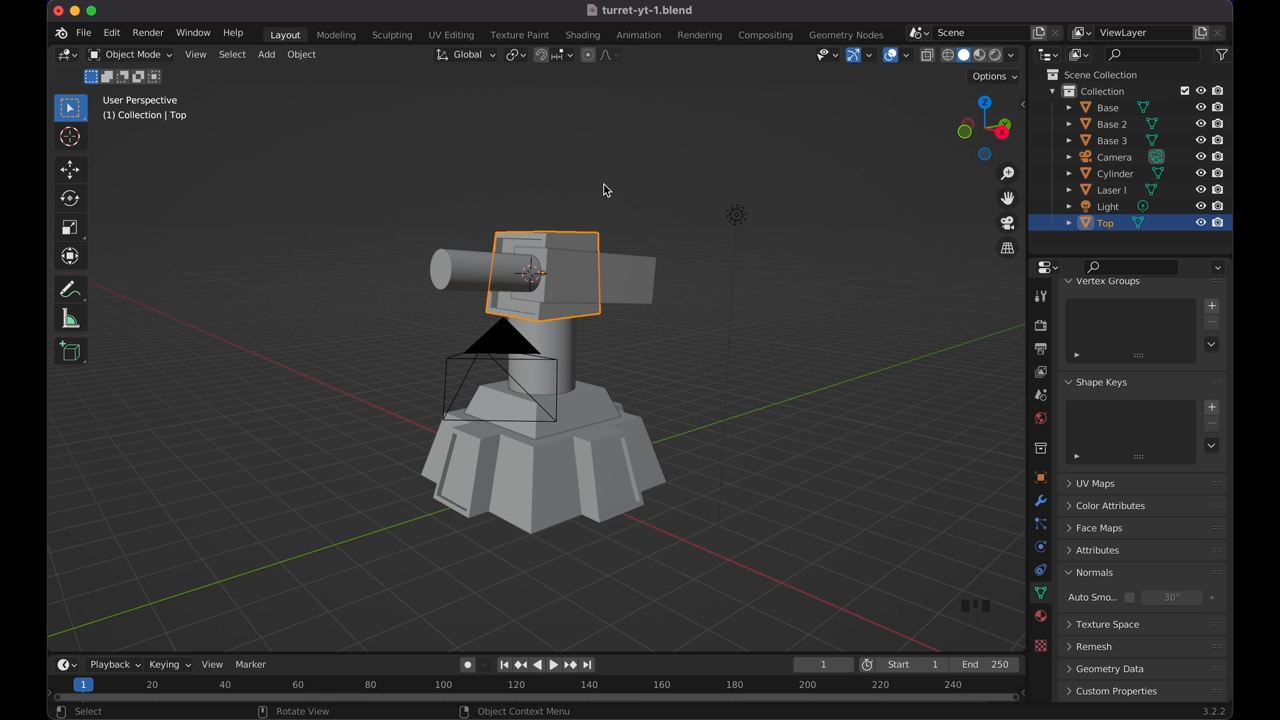 turret-yt-1.blend
File Edit Render Window Help Layout Modeling Sculpting UV Editing Texture Paint Shading Animation Rendering Compositing Geometry Nodes Scene ViewLayer
Object Mode View Select Add Object Global
Options
User Perspective
(1) Collection | Top
Z
Y
X
Scene Collection
Collection
Base
Base 2
Base 3
Camera
Cylinder
Laser l
Light
Top
Vertex Groups
Shape Keys
UV Maps
Color Attributes
Face Maps
Attributes
Normals
Auto Smo... 30°
Texture Space
Remesh
Geometry Data
Custom Properties
Playback Keying View Marker 1 Start 1 End 250
1 20 40 60 80 100 120 140 160 180 200 220 240
Select Rotate View Object Context Menu 3.2.2